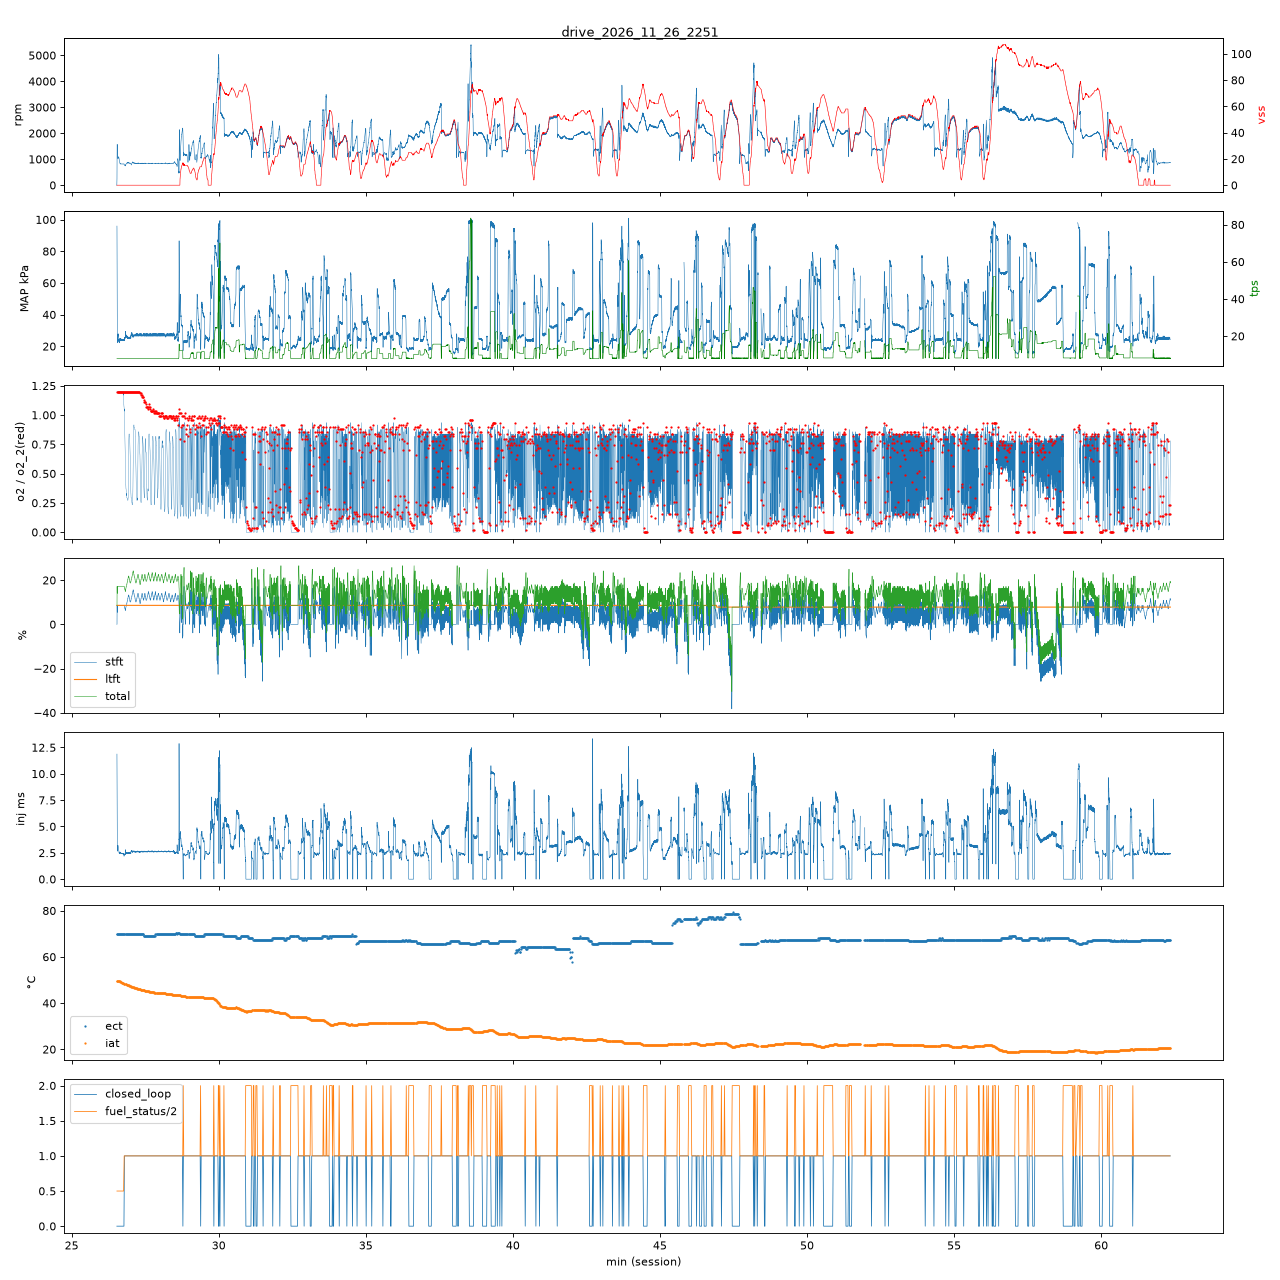 drive_2026_11_26_2251
5000
4000
3000
2000
1000
0
rpm
100
80
60
40
20
0
vss
100
80
60
40
20
MAP kPa
80
60
40
20
tps
1.25
1.00
0.75
0.50
0.25
0.00
o2 / o2_2(red)
20
0
−20
−40
%
stft
ltft
total
12.5
10.0
7.5
5.0
2.5
0.0
inj ms
80
60
40
20
°C
ect
iat
2.0
1.5
1.0
0.5
0.0
closed_loop
fuel_status/2
25 30 35 40 45 50 55 60
min (session)